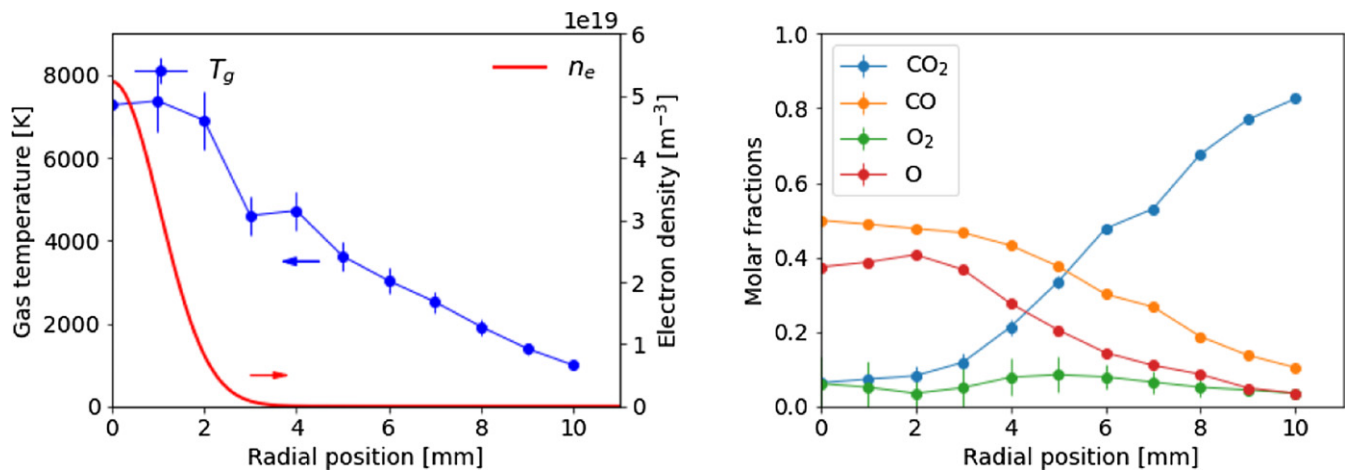 1e19
T_g
n_e
8000
6000
4000
2000
0
Gas temperature [K]
6
5
4
3
2
1
0
Electron density [m⁻³]
0 2 4 6 8 10
Radial position [mm]
CO₂
CO
O₂
O
1.0
0.8
0.6
0.4
0.2
0.0
Molar fractions
0 2 4 6 8 10
Radial position [mm]